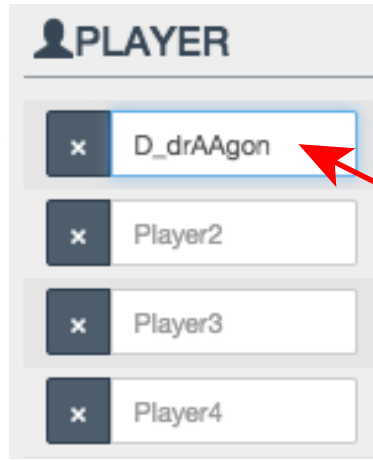 PLAYER
× D_drAAgon
× Player2
× Player3
× Player4